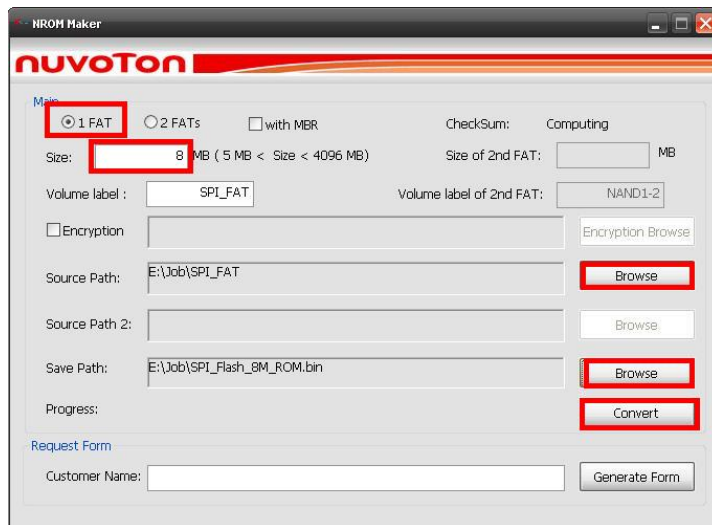 NROM Maker
nuvoTon
Main
1 FAT 2 FATs with MBR CheckSum: Computing
Size: 8 MB ( 5 MB < Size < 4096 MB) Size of 2nd FAT: MB
Volume label : SPI_FAT Volume label of 2nd FAT: NAND1-2
Encryption Encryption Browse
Source Path: E:\Job\SPI_FAT Browse
Source Path 2: Browse
Save Path: E:\Job\SPI_Flash_8M_ROM.bin Browse
Progress: Convert
Request Form
Customer Name: Generate Form